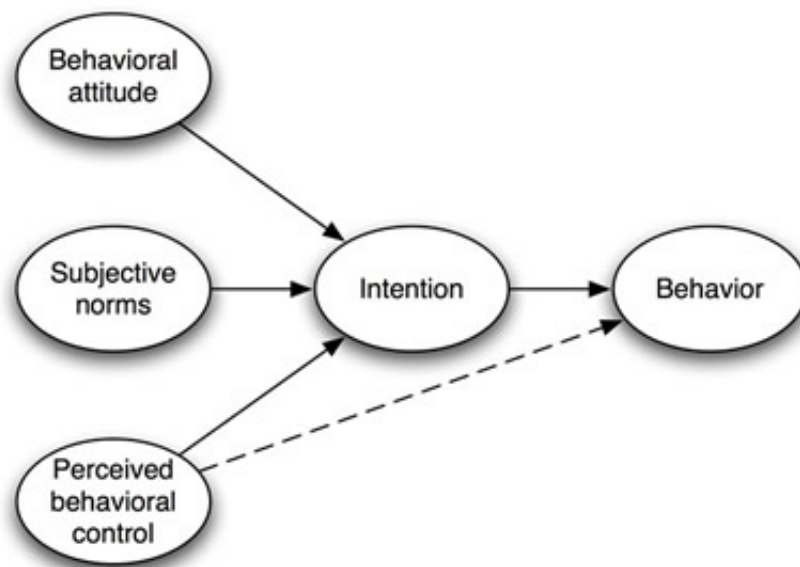 Behavioral
attitude
Subjective
norms
Intention
Behavior
Perceived
behavioral
control